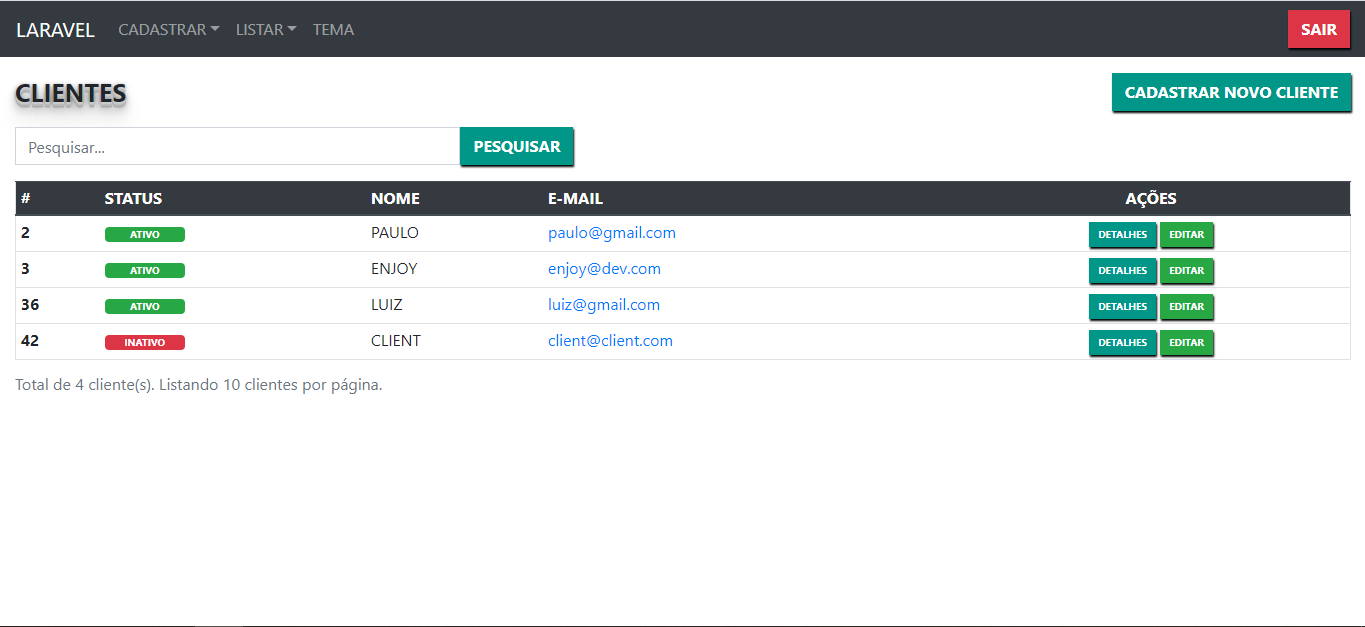 LARAVEL CADASTRAR LISTAR TEMA SAIR
CLIENTES CADASTRAR NOVO CLIENTE
Pesquisar... PESQUISAR
# STATUS NOME E-MAIL AÇÕES
2 ATIVO PAULO paulo@gmail.com DETALHES EDITAR
3 ATIVO ENJOY enjoy@dev.com DETALHES EDITAR
36 ATIVO LUIZ luiz@gmail.com DETALHES EDITAR
42 INATIVO CLIENT client@client.com DETALHES EDITAR
Total de 4 cliente(s). Listando 10 clientes por página.